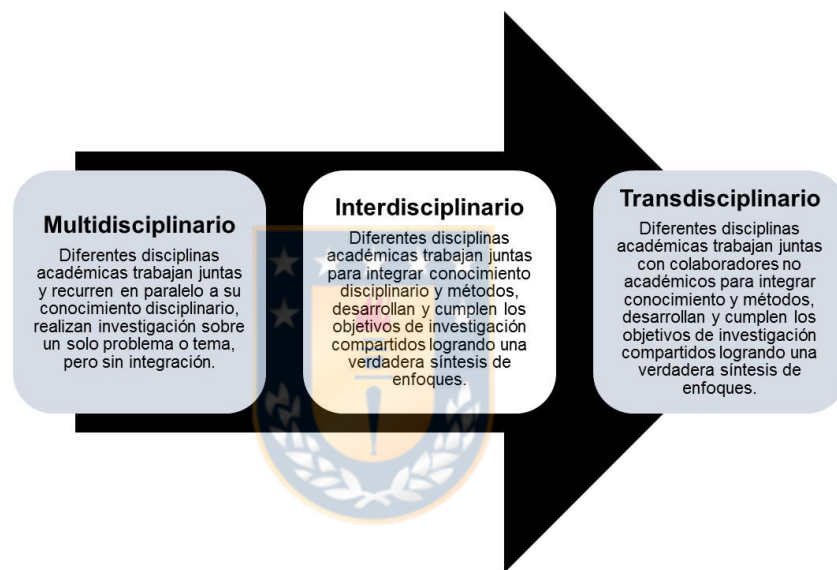 Multidisciplinario
Diferentes disciplinas
académicas trabajan juntas
y recurren en paralelo a su
conocimiento disciplinario,
realizan investigación sobre
un solo problema o tema,
pero sin integración.
Interdisciplinario
Diferentes disciplinas
académicas trabajan juntas
para integrar conocimiento
disciplinario y métodos,
desarrollan y cumplen los
objetivos de investigación
compartidos logrando una
verdadera síntesis de
enfoques.
Transdisciplinario
Diferentes disciplinas
académicas trabajan juntas
con colaboradores no
académicos para integrar
conocimiento y métodos,
desarrollan y cumplen los
objetivos de investigación
compartidos logrando una
verdadera síntesis de
enfoques.